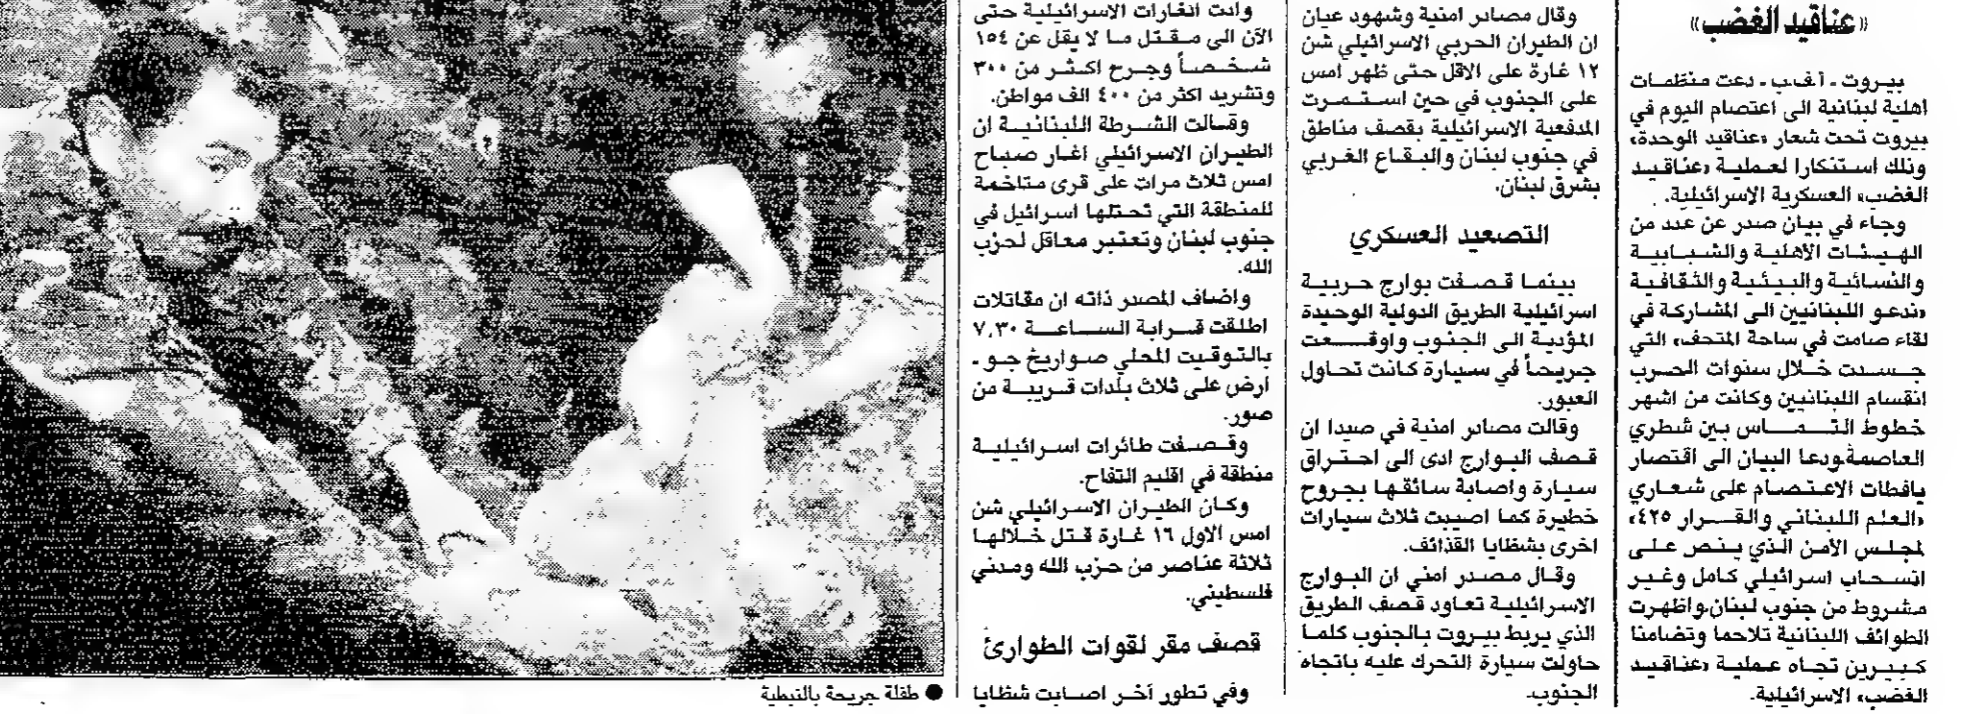 «عناقيد الغضب»
بيروت - أ.ف.ب - دعت منظمات
اهلية لبنانية الى اعتصام اليوم في
بيروت تحت شعار «عناقيد الوحدة»
وذلك استنكارا لعملية «عناقيد
الغضب» العسكرية الإسرائيلية.
وجاء في بيان صدر عن عدد من
الهيئات الأهلية والشبابية
والنسائية والبيئية والثقافية
«ندعو اللبنانيين الى المشاركة في
لقاء صامت في ساحة المتحف» التي
جسدت خلال سنوات الحرب
انقسام اللبنانيين وكانت من اشهر
خطوط التماس بين شطري
العاصمة.ودعا البيان الى اقتصار
يافطات الاعتصام على شعاري
«العلم اللبناني والقرار ٤٢٥»
لمجلس الأمن الذي ينص على
انسحاب اسرائيلي كامل وغير
مشروط من جنوب لبنان.واظهرت
الطوائف اللبنانية تلاحما وتضامنا
كبيرين تجاه عملية «عناقيد
الغضب» الاسرائيلية.
وقال مصادر امنية وشهود عيان
ان الطيران الحربي الاسرائيلي شن
١٢ غارة على الاقل حتى ظهر امس
على الجنوب في حين استمرت
المدفعية الاسرائيلية بقصف مناطق
في جنوب لبنان والبقاع الغربي
بشرق لبنان.
التصعيد العسكري
بينما قصفت بوارج حربية
اسرائيلية الطريق الدولية الوحيدة
المؤدية الى الجنوب واوقعت
جريحاً في سيارة كانت تحاول
العبور.
وقالت مصادر امنية في صيدا ان
قصف البوارج ادى الى احتراق
سيارة واصابة سائقها بجروح
خطيرة كما اصيبت ثلاث سيارات
اخرى بشظايا القذائف.
وقال مصدر امني ان البوارج
الاسرائيلية تعاود قصف الطريق
الذي يربط بيروت بالجنوب كلما
حاولت سيارة التحرك عليه باتجاه
الجنوب.
وادت الغارات الاسرائيلية حتى
الآن الى مقتل ما لا يقل عن ١٥٤
شخصاً وجرح اكثر من ٣٠٠
وتشريد اكثر من ٤٠٠ الف مواطن.
وقالت الشرطة اللبنانية ان
الطيران الاسرائيلي اغار صباح
امس ثلاث مرات على قرى متاخمة
للمنطقة التي تحتلها اسرائيل في
جنوب لبنان وتعتبر معاقل لحزب
الله.
واضاف المصدر ذاته ان مقاتلات
اطلقت قرابة الساعة ٧,٣٠
بالتوقيت المحلي صواريخ جو -
ارض على ثلاث بلدات قريبة من
صور.
وقصفت طائرات اسرائيلية
منطقة في اقليم التفاح.
وكان الطيران الاسرائيلي شن
امس الاول ١٦ غارة قتل خلالها
ثلاثة عناصر من حزب الله ومدني
فلسطيني.
قصف مقر لقوات الطوارئ
وفي تطور آخر اصابت شظايا
● طفلة جريحة بالنبطية